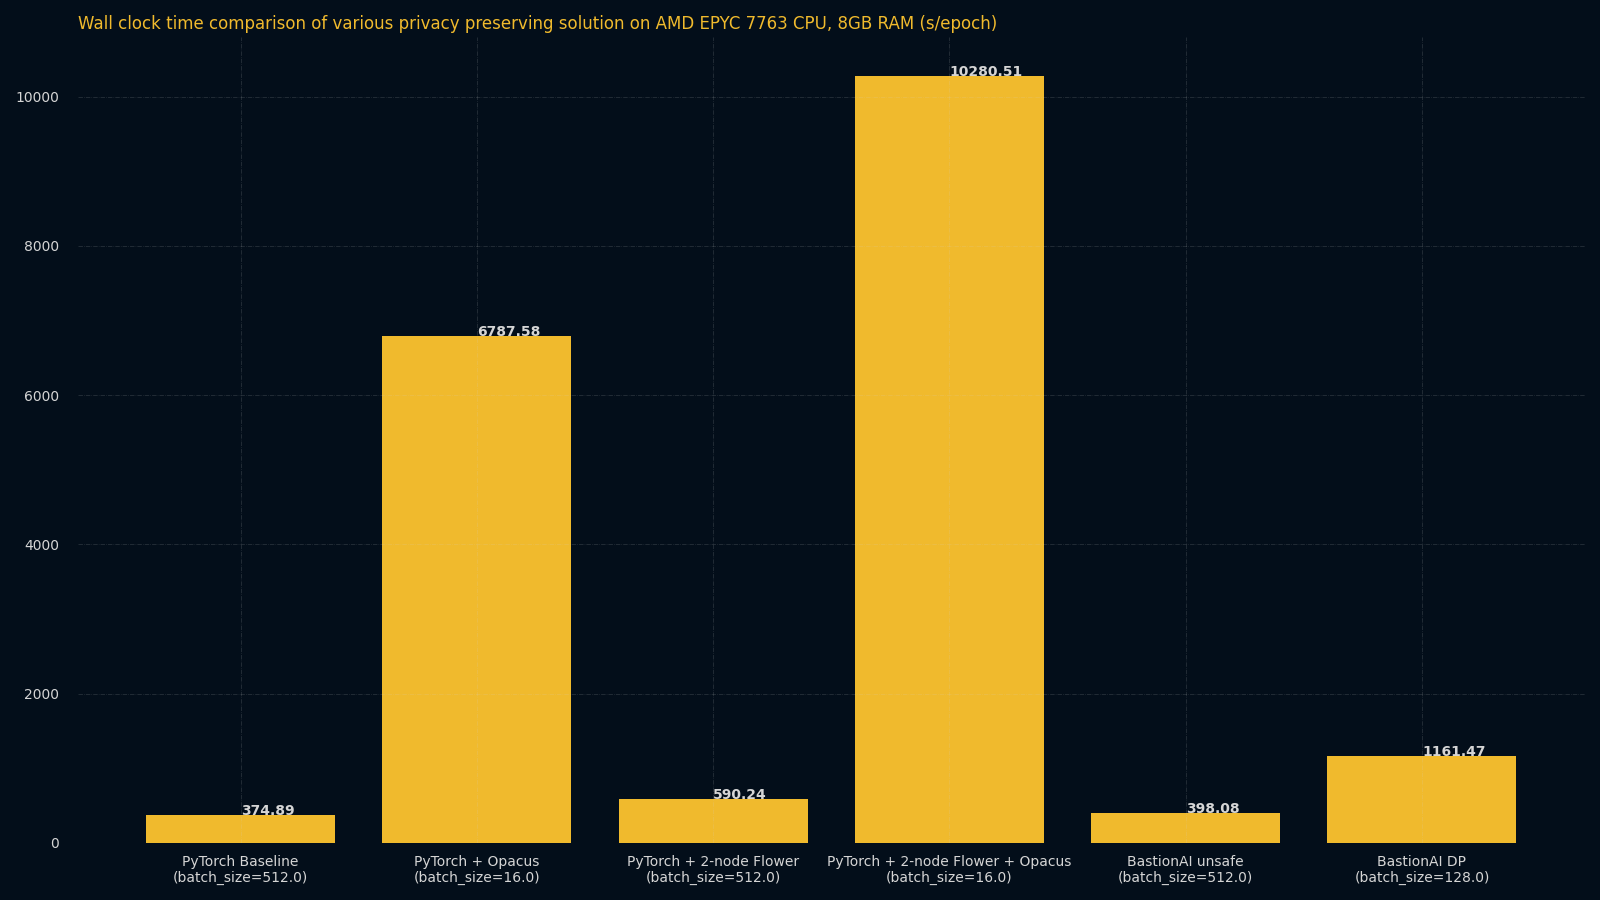 Wall clock time comparison of various privacy preserving solution on AMD EPYC 7763 CPU, 8GB RAM (s/epoch)
10000
8000
6000
4000
2000
0
374.89
6787.58
590.24
10280.51
398.08
1161.47
PyTorch Baseline
(batch_size=512.0)
PyTorch + Opacus
(batch_size=16.0)
PyTorch + 2-node Flower
(batch_size=512.0)
PyTorch + 2-node Flower + Opacus
(batch_size=16.0)
BastionAI unsafe
(batch_size=512.0)
BastionAI DP
(batch_size=128.0)